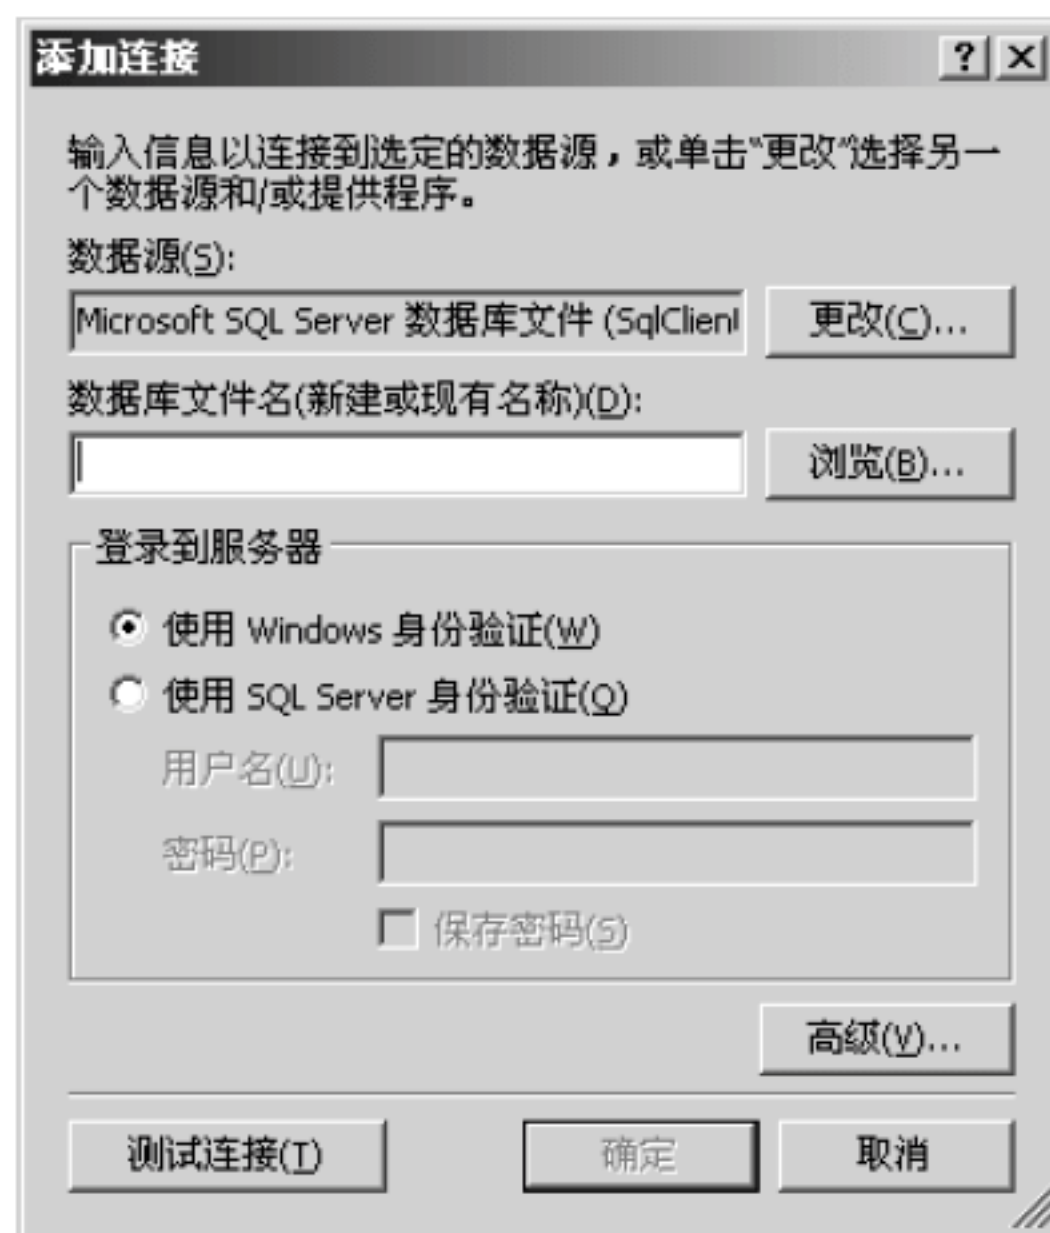 添加连接
输入信息以连接到选定的数据源，或单击“更改”选择另一
个数据源和/或提供程序。
数据源(S):
Microsoft SQL Server 数据库文件 (SqlClient
更改(C)...
数据库文件名(新建或现有名称)(D):
浏览(B)...
登录到服务器
使用 Windows 身份验证(W)
使用 SQL Server 身份验证(Q)
用户名(U):
密码(P):
保存密码(S)
高级(V)...
测试连接(T)
确定
取消